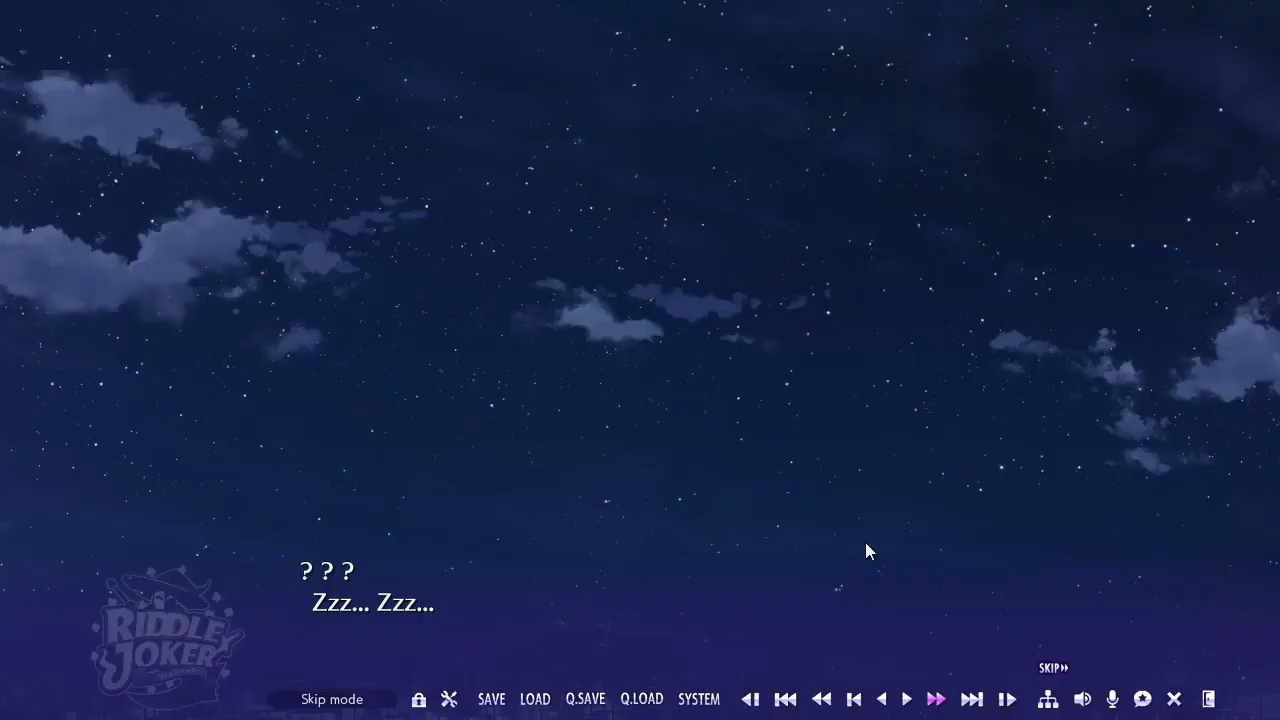 ? ? ?
Zzz... Zzz...
RIDDLE
JOKER
SKIP
Skip mode
SAVE
LOAD
Q.SAVE
Q.LOAD
SYSTEM